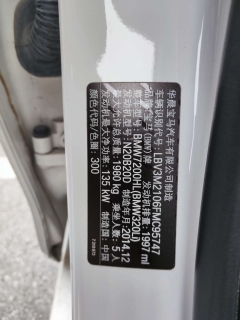 华晨宝马汽车有限公司制造
车辆识别代号:LBV3M2106FMC95747
品牌:宝马(BMW)牌 发动机排量:1997 ml
整车型号:BMW7200HL(BMW320Li)
发动机型号:N20B20D 制造年月:2014.12
最大允许总质量:1980 kg 乘坐人数:5 人
发动机最大净功率:135 kW 制造国:中国
颜色代码/色圈:300